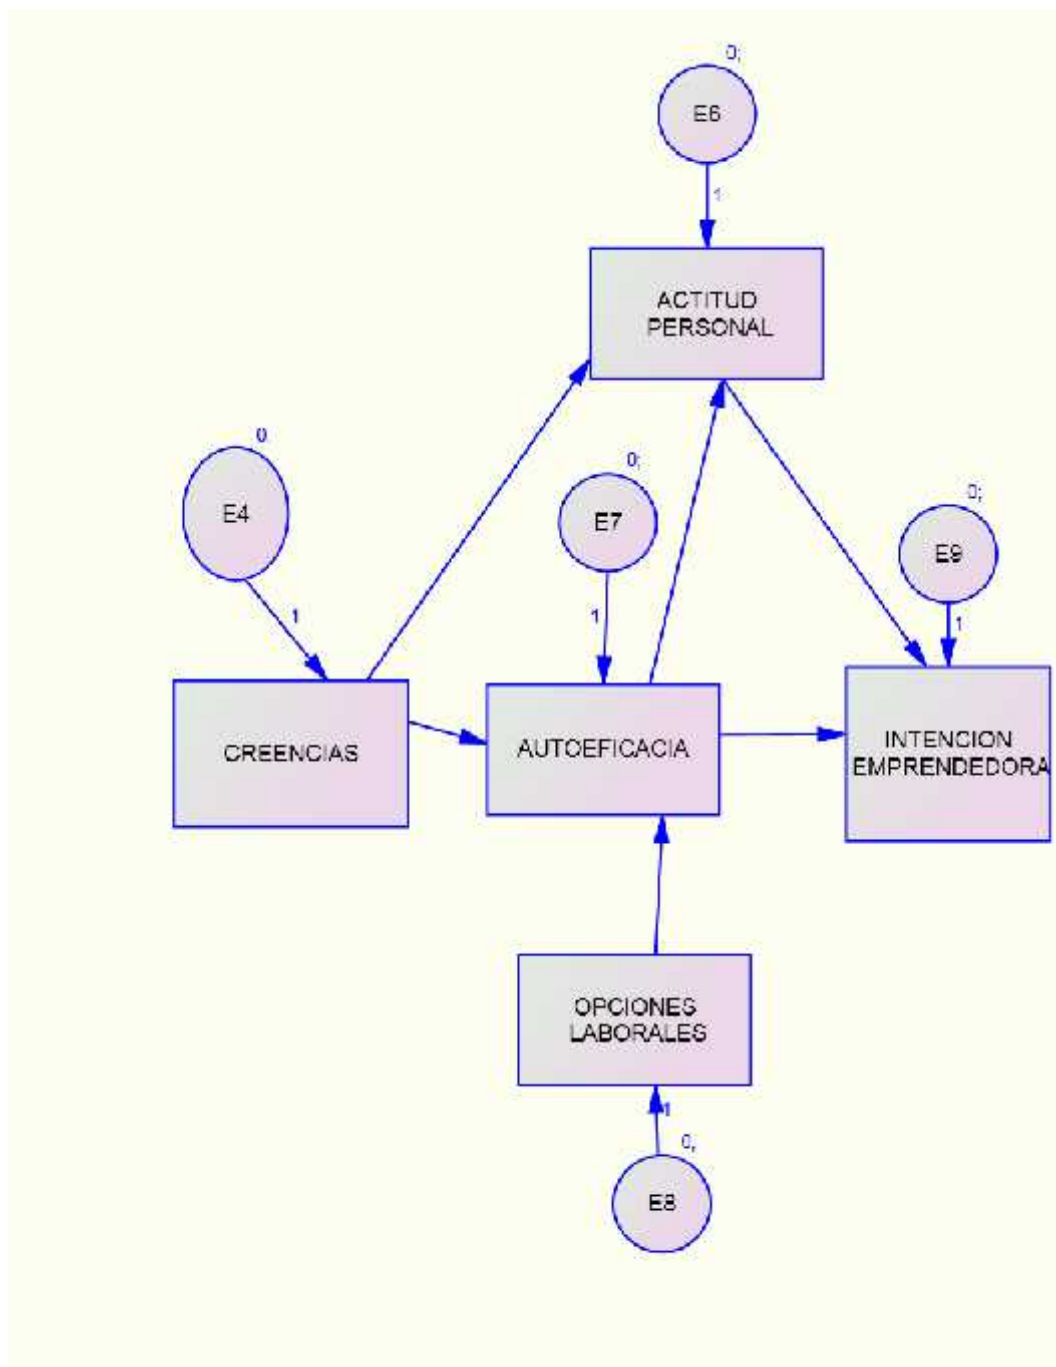 0;
E6
1
ACTITUD
PERSONAL
0;
E4
1
0;
E7
1
0;
E9
1
CREENCIAS
AUTOEFICACIA
INTENCION
EMPRENDEDORA
OPCIONES
LABORALES
1
0;
E8